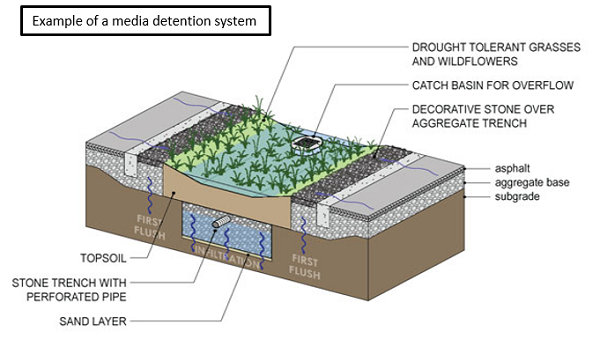 Example of a media detention system
DROUGHT TOLERANT GRASSES
AND WILDFLOWERS
CATCH BASIN FOR OVERFLOW
DECORATIVE STONE OVER
AGGREGATE TRENCH
asphalt
aggregate base
subgrade
FIRST
FLUSH
INFILTRATION
FIRST
FLUSH
TOPSOIL
STONE TRENCH WITH
PERFORATED PIPE
SAND LAYER